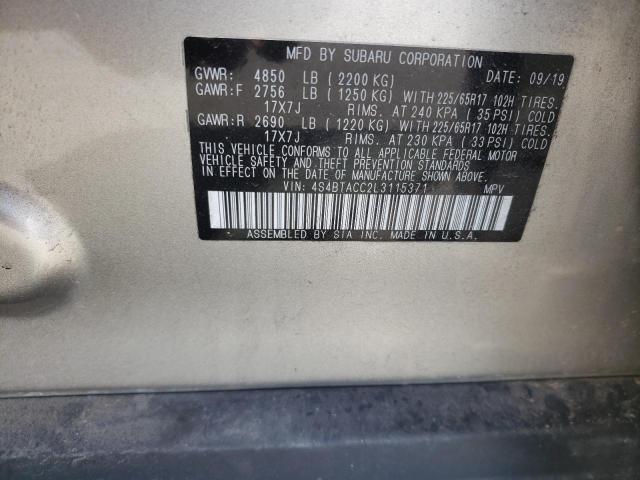 MFD BY SUBARU CORPORATION
GVWR: 4850 LB (2200 KG) DATE: 09/19
GAWR:F 2756 LB (1250 KG) WITH 225/65R17 102H TIRES.
17X7J RIMS. AT 240 KPA (35 PSI) COLD
GAWR:R 2690 LB (1220 KG) WITH 225/65R17 102H TIRES.
17X7J RIMS. AT 230 KPA (33 PSI) COLD
THIS VEHICLE CONFORMS TO ALL APPLICABLE FEDERAL MOTOR
VEHICLE SAFETY AND THEFT PREVENTION STANDARDS
IN EFFECT ON THE DATE OF MANUFACTURE SHOWN ABOVE.
VIN: 4S4BTACC2L3115371 MPV
ASSEMBLED BY SIA INC. MADE IN U.S.A.